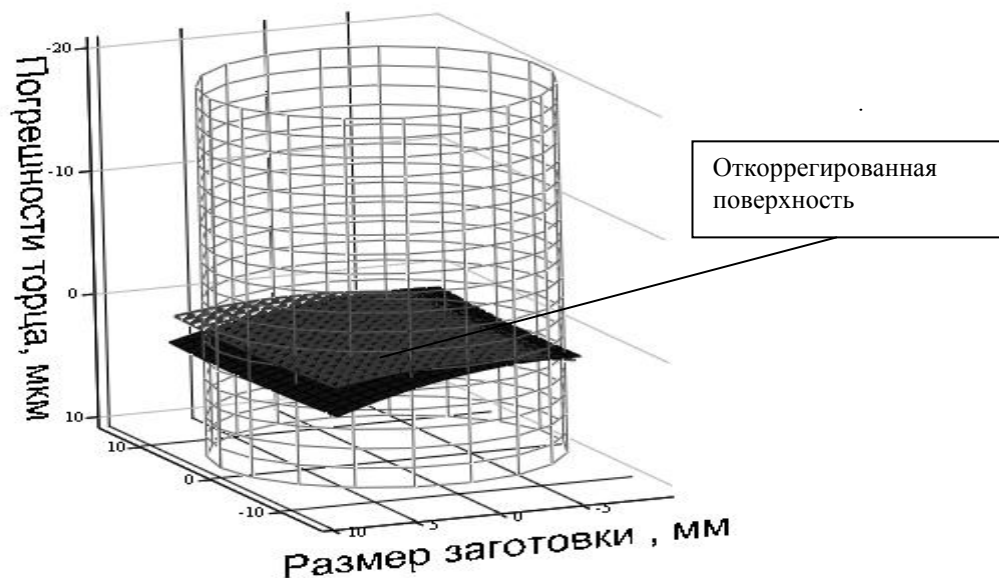 Погрешности торца, мкм
-20
-10
0
10
Откоррегированная
поверхность
10
0
-10
10
5
0
-5
Размер заготовки , мм